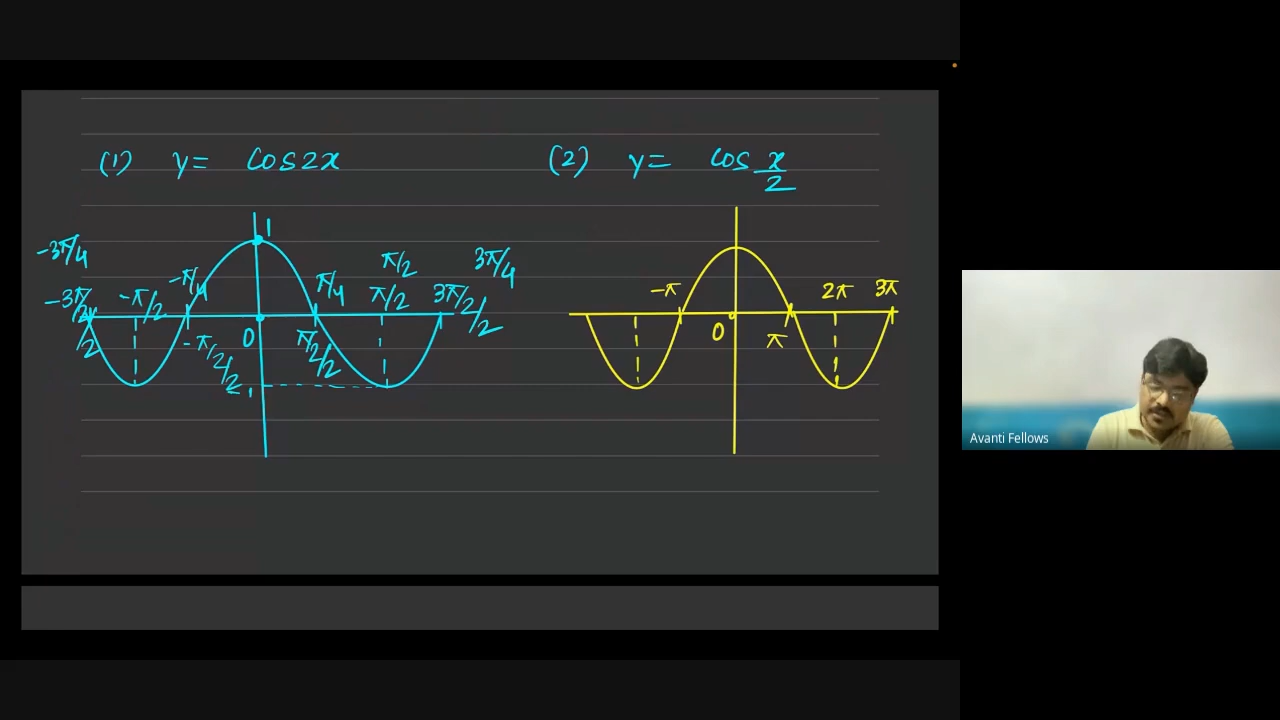 (1) y= cos2x
(2) y= cos x/2
1
-3π/4
π/2
3π/4
-π/4
-π/2
π/4
π/2
-π
2π
3π
0
0
π
Avanti Fellows